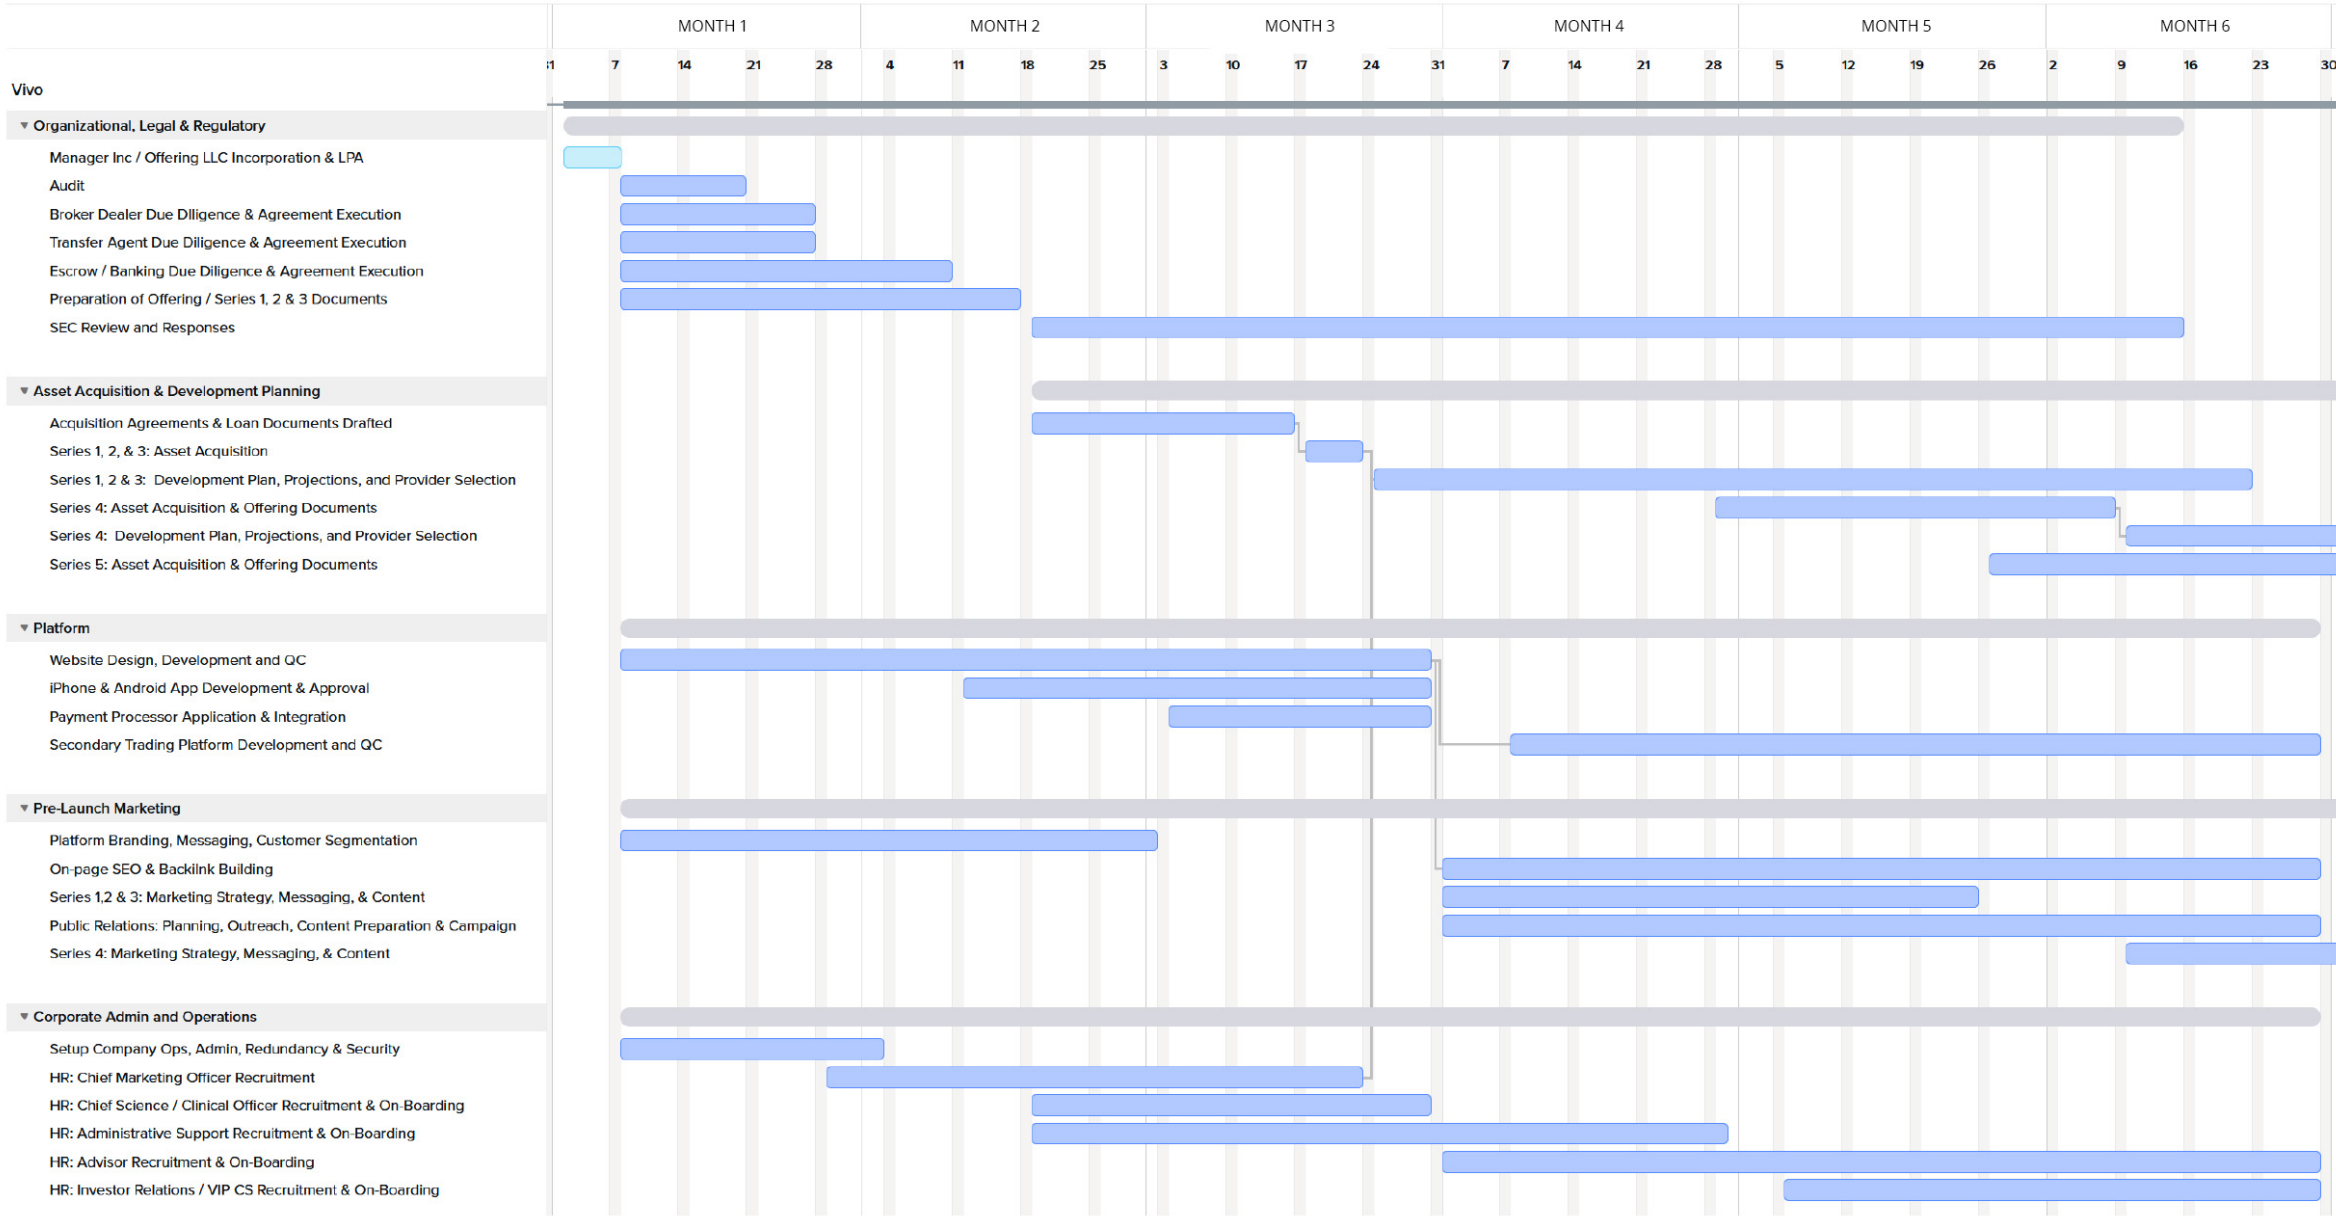 MONTH 1 MONTH 2 MONTH 3 MONTH 4 MONTH 5 MONTH 6
31 7 14 21 28 4 11 18 25 3 10 17 24 31 7 14 21 28 5 12 19 26 2 9 16 23 30
Vivo
Organizational, Legal & Regulatory
Manager Inc / Offering LLC Incorporation & LPA
Audit
Broker Dealer Due DIligence & Agreement Execution
Transfer Agent Due Diligence & Agreement Execution
Escrow / Banking Due Diligence & Agreement Execution
Preparation of Offering / Series 1, 2 & 3 Documents
SEC Review and Responses
Asset Acquisition & Development Planning
Acquisition Agreements & Loan Documents Drafted
Series 1, 2, & 3: Asset Acquisition
Series 1, 2 & 3: Development Plan, Projections, and Provider Selection
Series 4: Asset Acquisition & Offering Documents
Series 4: Development Plan, Projections, and Provider Selection
Series 5: Asset Acquisition & Offering Documents
Platform
Website Design, Development and QC
iPhone & Android App Development & Approval
Payment Processor Application & Integration
Secondary Trading Platform Development and QC
Pre-Launch Marketing
Platform Branding, Messaging, Customer Segmentation
On-page SEO & Backilnk Building
Series 1,2 & 3: Marketing Strategy, Messaging, & Content
Public Relations: Planning, Outreach, Content Preparation & Campaign
Series 4: Marketing Strategy, Messaging, & Content
Corporate Admin and Operations
Setup Company Ops, Admin, Redundancy & Security
HR: Chief Marketing Officer Recruitment
HR: Chief Science / Clinical Officer Recruitment & On-Boarding
HR: Administrative Support Recruitment & On-Boarding
HR: Advisor Recruitment & On-Boarding
HR: Investor Relations / VIP CS Recruitment & On-Boarding